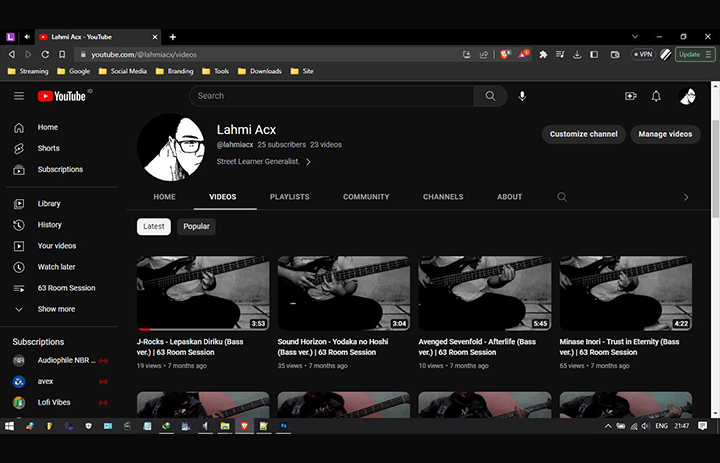 Lahmi Acx - YouTube
youtube.com/@lahmiacx/videos
VPN
Update
Streaming
Google
Social Media
Branding
Tools
Downloads
Site
YouTube ID
Search
Home
Shorts
Subscriptions
Library
History
Your videos
Watch later
63 Room Session
Show more
Subscriptions
Audiophile NBR ...
avex
Lofi Vibes
Lahmi Acx
@lahmiacx 25 subscribers 23 videos
Street Learner Generalist.
Customize channel
Manage videos
HOME
VIDEOS
PLAYLISTS
COMMUNITY
CHANNELS
ABOUT
Latest
Popular
3:53
J-Rocks - Lepaskan Diriku (Bass
ver.) | 63 Room Session
19 views • 7 months ago
3:04
Sound Horizon - Yodaka no Hoshi
(Bass ver.) | 63 Room Session
35 views • 7 months ago
5:45
Avenged Sevenfold - Afterlife (Bass
ver.) | 63 Room Session
10 views • 7 months ago
4:22
Minase Inori - Trust in Eternity (Bass
ver.) | 63 Room Session
65 views • 7 months ago
ENG
21:47